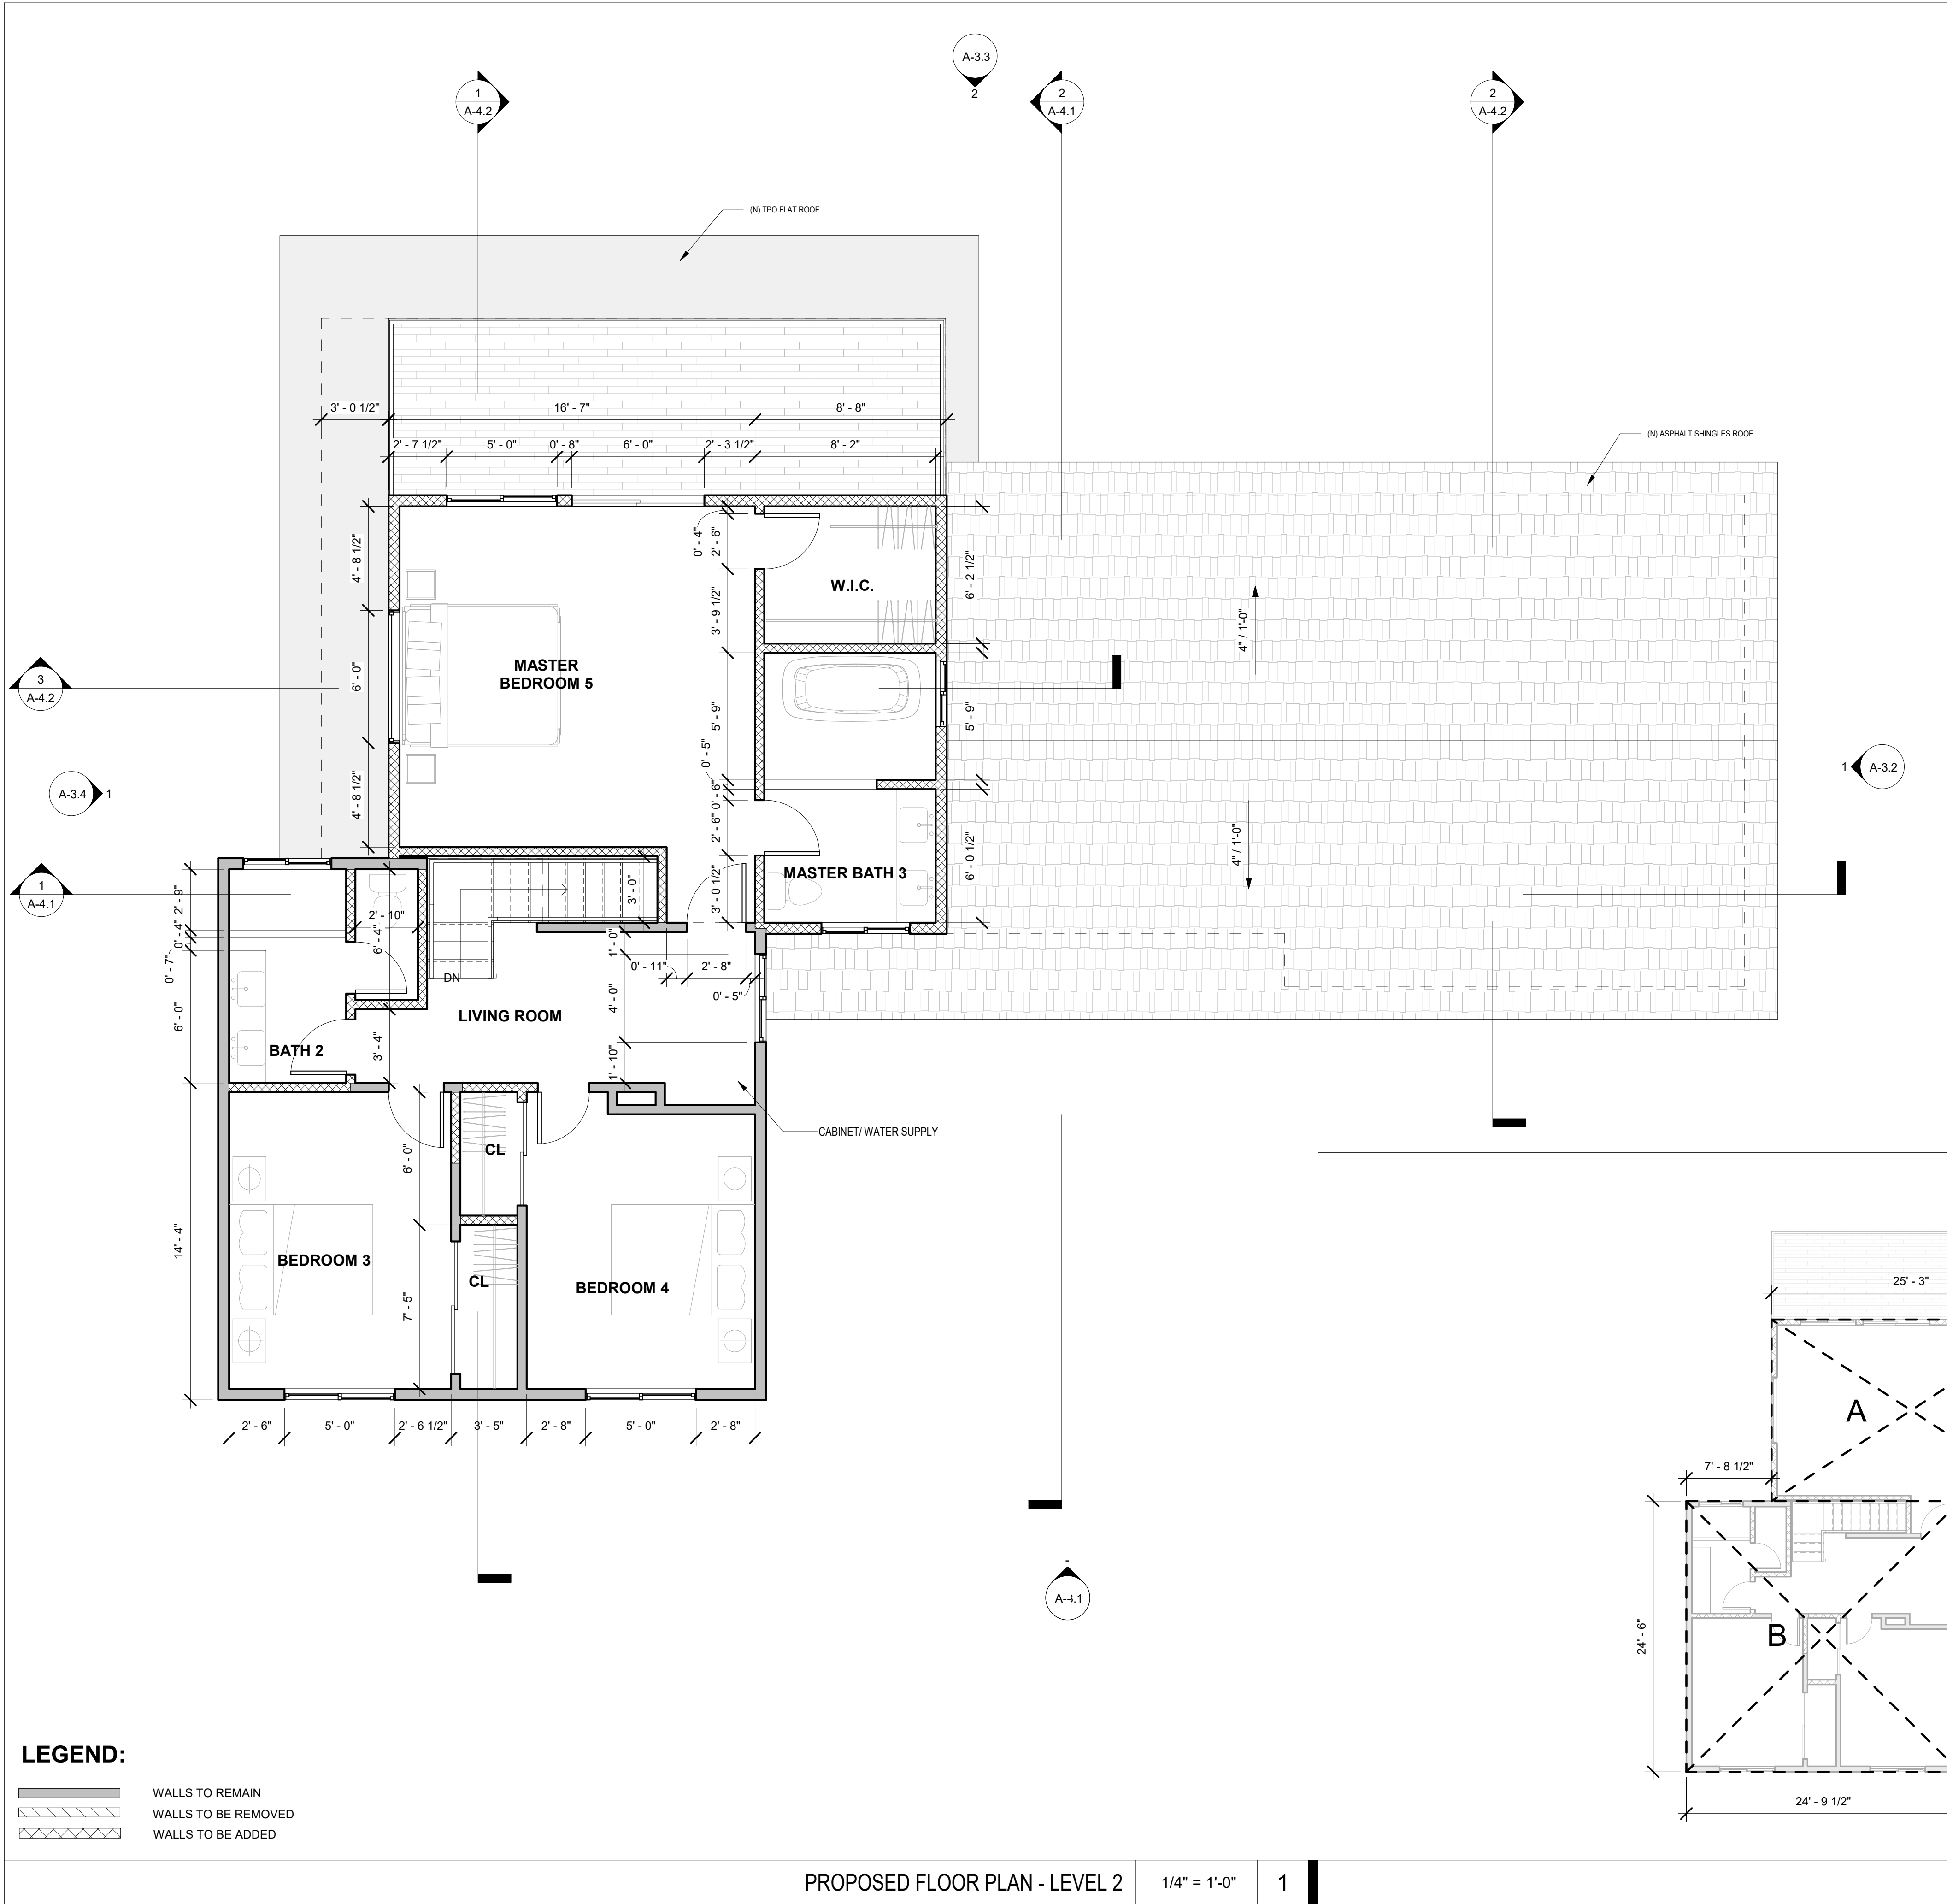 A-3.3
2
1
A-4.2
2
A-4.1
2
A-4.2
(N) TPO FLAT ROOF
3' - 0 1/2"
16' - 7"
8' - 8"
2' - 7 1/2"
5' - 0"
0' - 8"
6' - 0"
2' - 3 1/2"
8' - 2"
(N) ASPHALT SHINGLES ROOF
4' - 8 1/2"
6' - 0"
4' - 8 1/2"
0' - 4"
2' - 6"
3' - 9 1/2"
5' - 9"
0' - 5"
0' - 6"
2' - 6"
3' - 0 1/2"
6' - 2 1/2"
5' - 9"
6' - 0 1/2"
W.I.C.
MASTER
BEDROOM 5
4" / 1'-0"
4" / 1'-0"
3
A-4.2
A-3.4
1
1
A-3.2
1
A-4.1
MASTER BATH 3
2' - 9"
0' - 4"
0' - 7"
6' - 0"
14' - 4"
2' - 10"
6' - 4"
3' - 4"
3' - 0"
DN
1' - 0"
4' - 0"
1' - 10"
0' - 11"
2' - 8"
0' - 5"
LIVING ROOM
BATH 2
CABINET/ WATER SUPPLY
CL
6' - 0"
7' - 5"
BEDROOM 3
CL
BEDROOM 4
2' - 6"
5' - 0"
2' - 6 1/2"
3' - 5"
2' - 8"
5' - 0"
2' - 8"
-
25' - 3"
A
7' - 8 1/2"
24' - 6"
B
24' - 9 1/2"
LEGEND:
WALLS TO REMAIN
WALLS TO BE REMOVED
WALLS TO BE ADDED
PROPOSED FLOOR PLAN - LEVEL 2
1/4" = 1'-0"
1